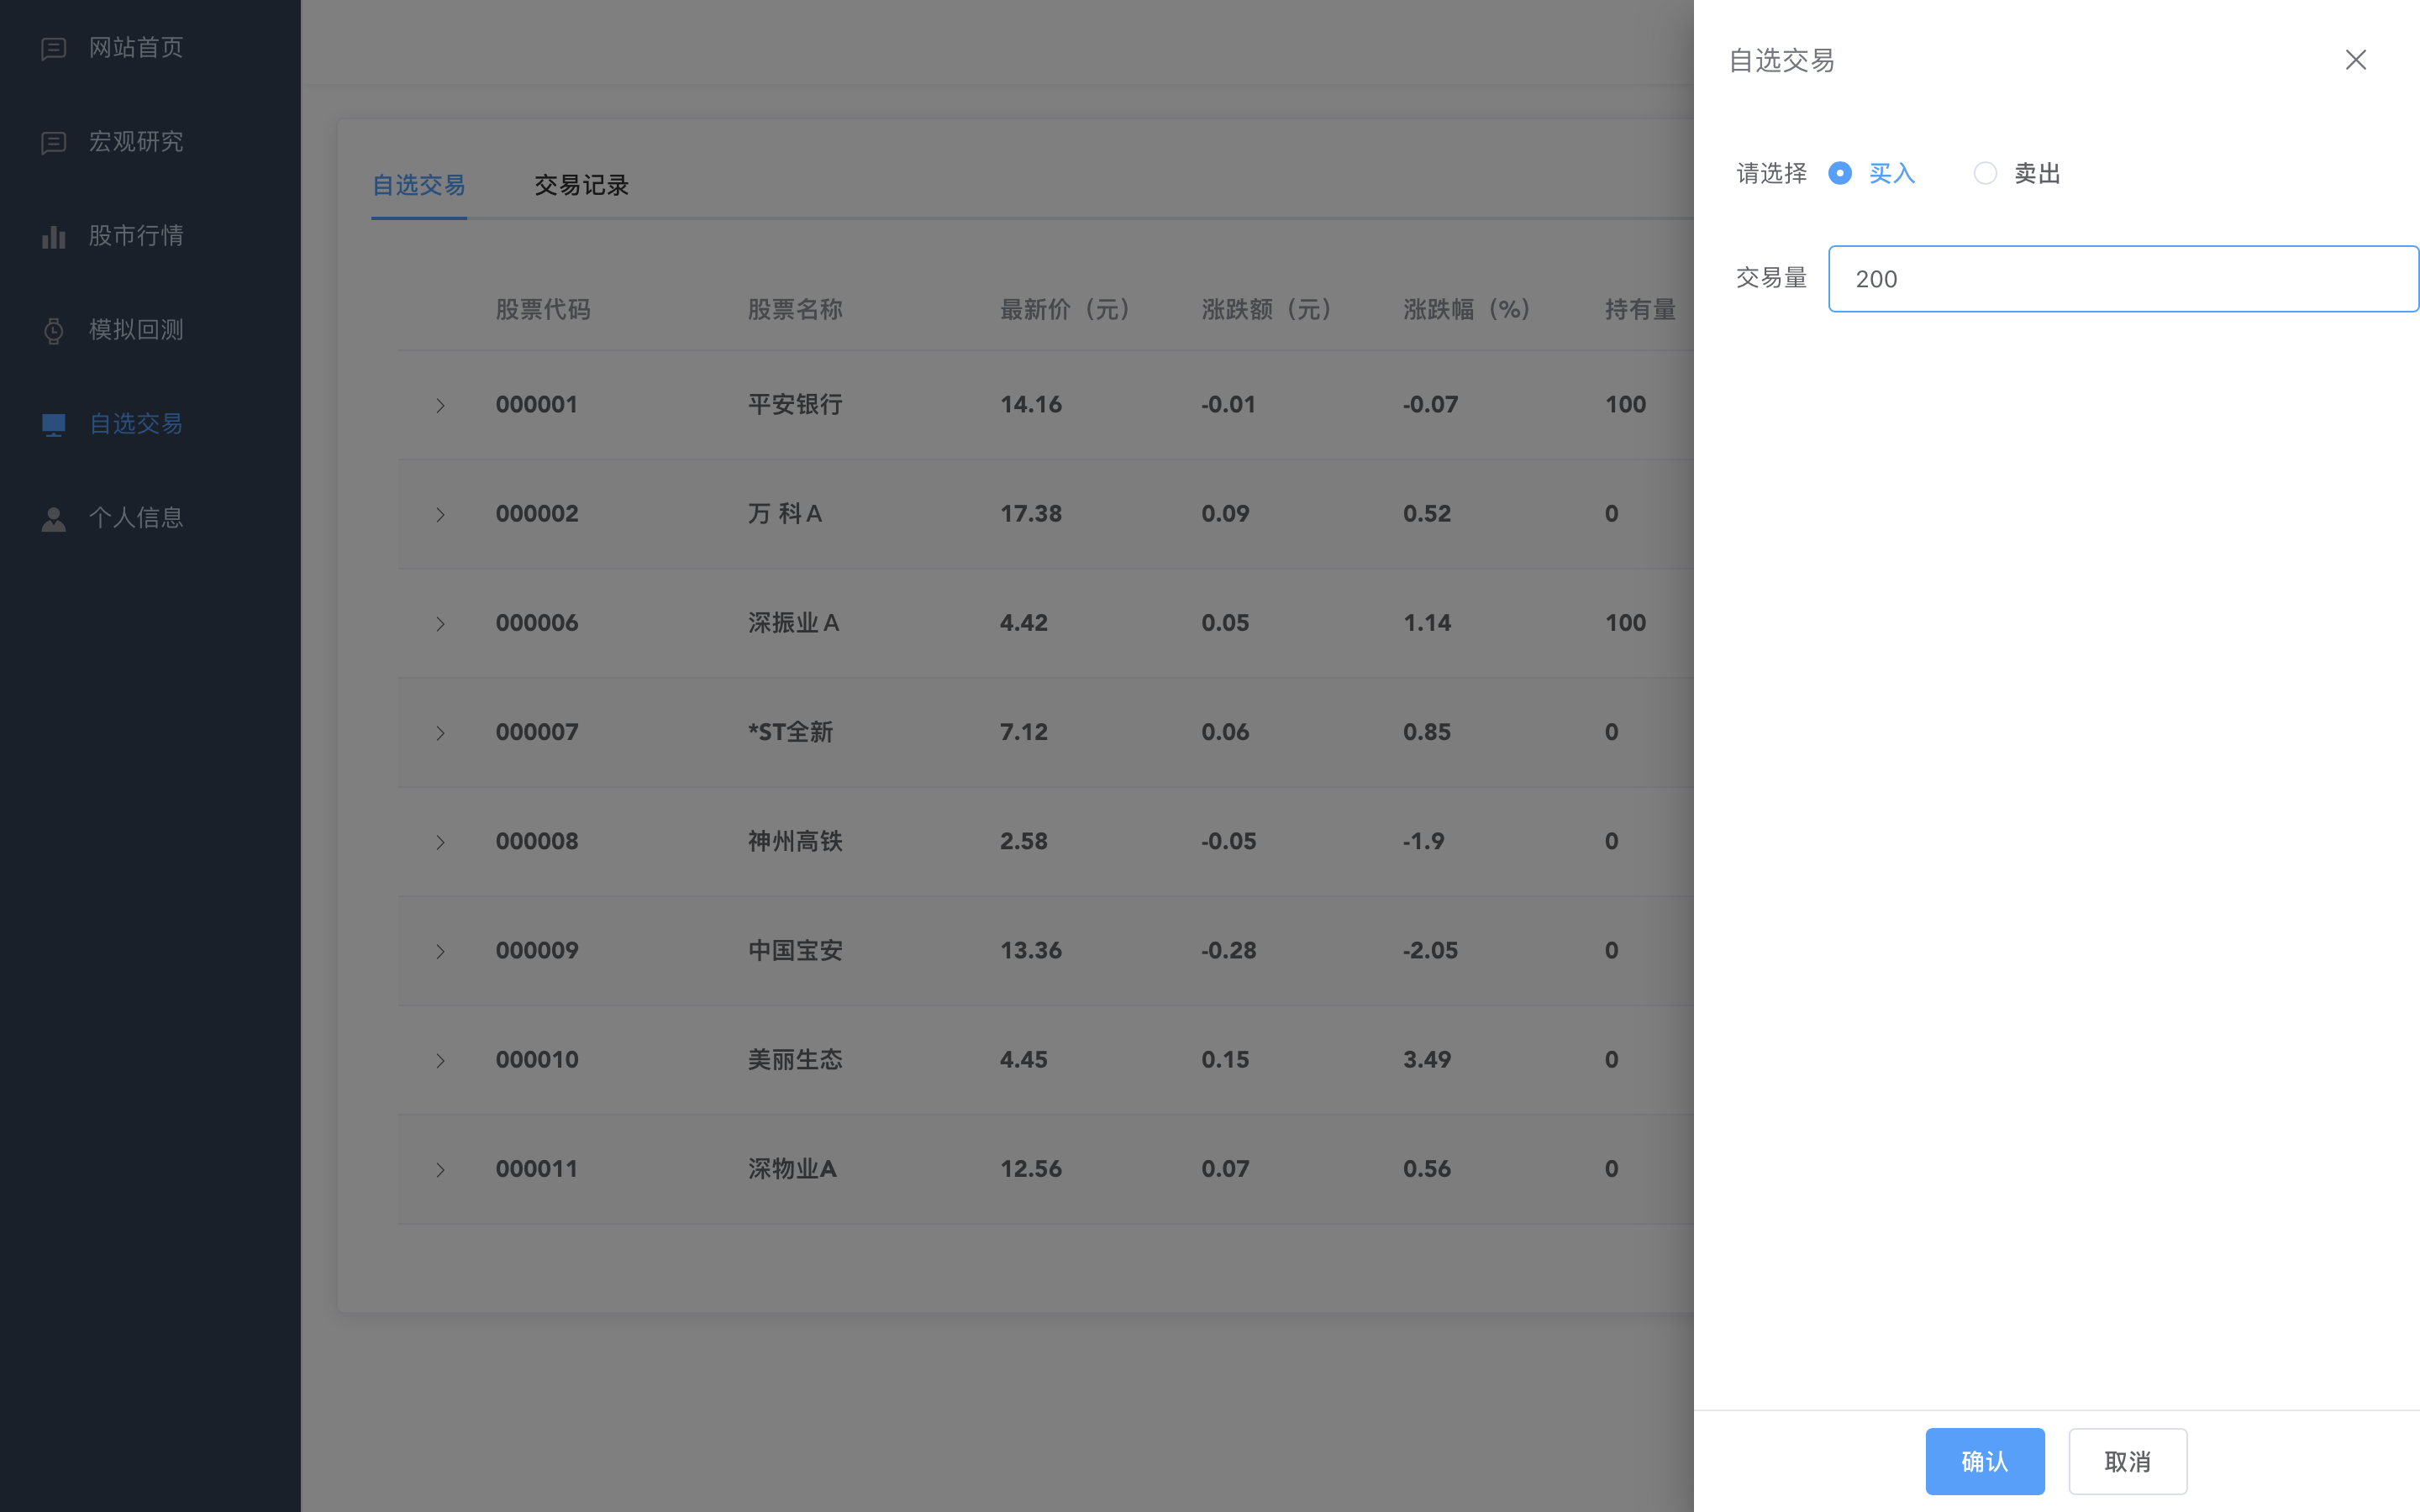 网站首页
宏观研究
股市行情
模拟回测
自选交易
个人信息
自选交易 交易记录
股票代码 股票名称 最新价（元） 涨跌额（元） 涨跌幅（%） 持有量
000001 平安银行 14.16 -0.01 -0.07 100
000002 万 科Ａ 17.38 0.09 0.52 0
000006 深振业Ａ 4.42 0.05 1.14 100
000007 *ST全新 7.12 0.06 0.85 0
000008 神州高铁 2.58 -0.05 -1.9 0
000009 中国宝安 13.36 -0.28 -2.05 0
000010 美丽生态 4.45 0.15 3.49 0
000011 深物业A 12.56 0.07 0.56 0
自选交易
请选择 买入 卖出
交易量 200
确认 取消